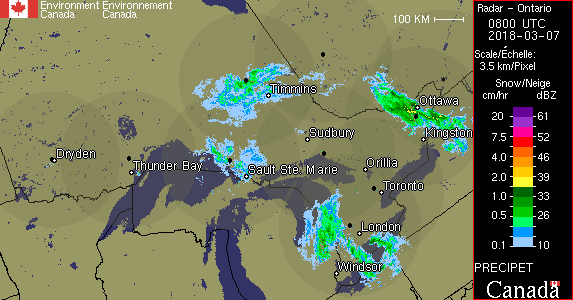 Environment Environnement
Canada Canada
100 KM
Timmins
Ottawa
Sudbury
Kingston
Dryden
Thunder Bay
Sault Ste. Marie
Orillia
Toronto
London
Windsor
Radar - Ontario
0800 UTC
2018-03-07
Scale/Échelle:
3.5 km/Pixel
Snow/Neige
cm/hr dBZ
20 61
7.5 52
4.0 46
2.0 39
1.0 33
0.5 26
0.1 10
PRECIPET
Canada